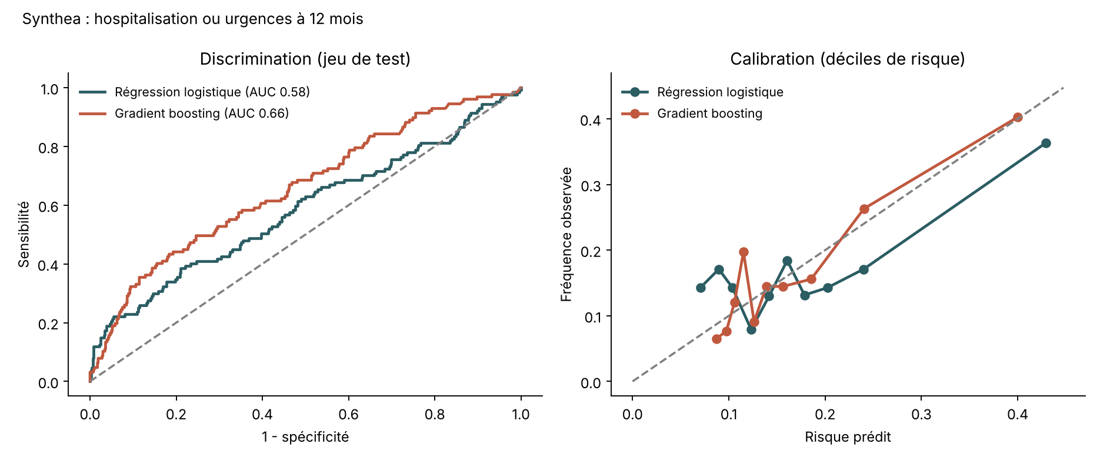 Synthea : hospitalisation ou urgences à 12 mois
Discrimination (jeu de test)
Régression logistique (AUC 0.58)
Gradient boosting (AUC 0.66)
Sensibilité
1.0
0.8
0.6
0.4
0.2
0.0
0.0 0.2 0.4 0.6 0.8 1.0
1 - spécificité
Calibration (déciles de risque)
Régression logistique
Gradient boosting
Fréquence observée
0.4
0.3
0.2
0.1
0.0
0.0 0.1 0.2 0.3 0.4
Risque prédit